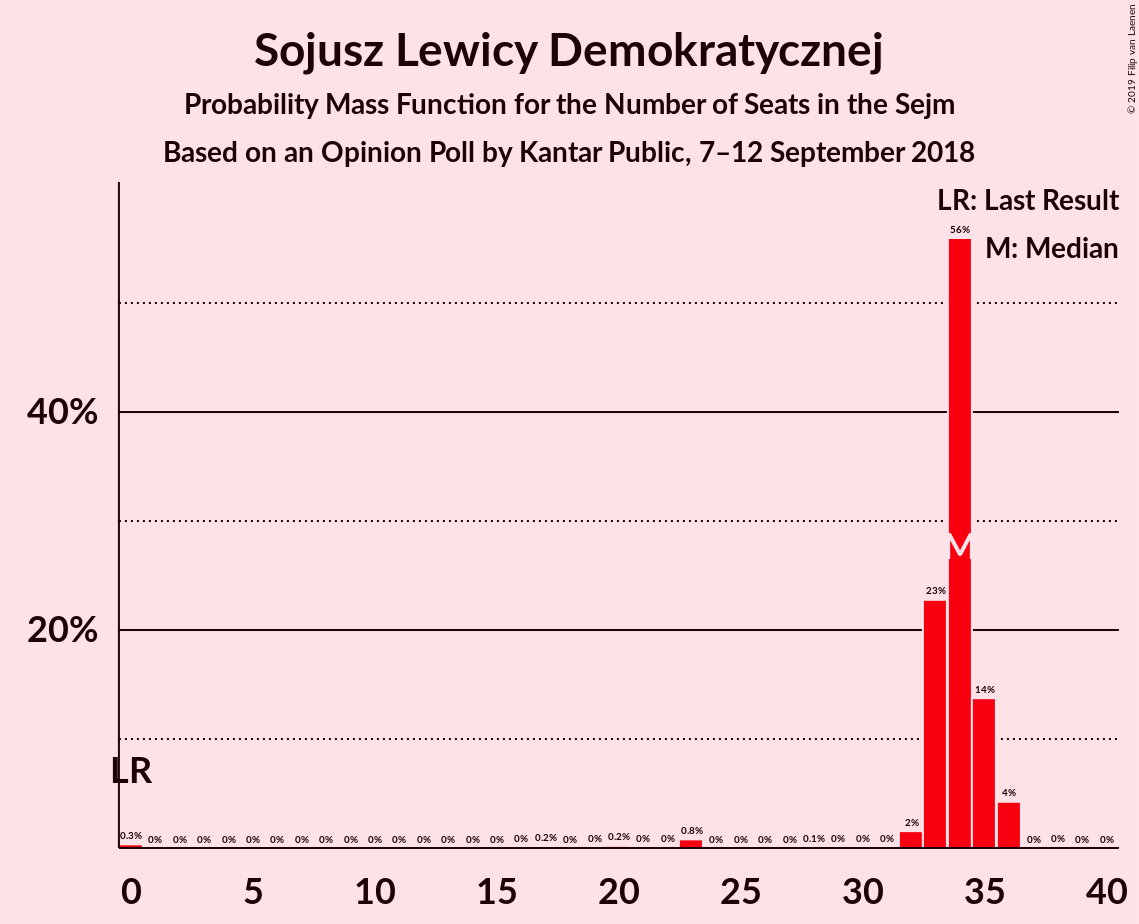 Sojusz Lewicy Demokratycznej
Probability Mass Function for the Number of Seats in the Sejm
Based on an Opinion Poll by Kantar Public, 7–12 September 2018
© 2019 Filip van Laenen
LR: Last Result
M: Median
56%
40%
M
23%
20%
14%
LR
4%
2%
0.3% 0% 0% 0% 0% 0% 0% 0% 0% 0% 0% 0% 0% 0% 0% 0% 0% 0.2% 0% 0% 0.2% 0% 0% 0.8% 0% 0% 0% 0% 0.1% 0% 0% 0% 0% 0% 0% 0%
0 5 10 15 20 25 30 35 40